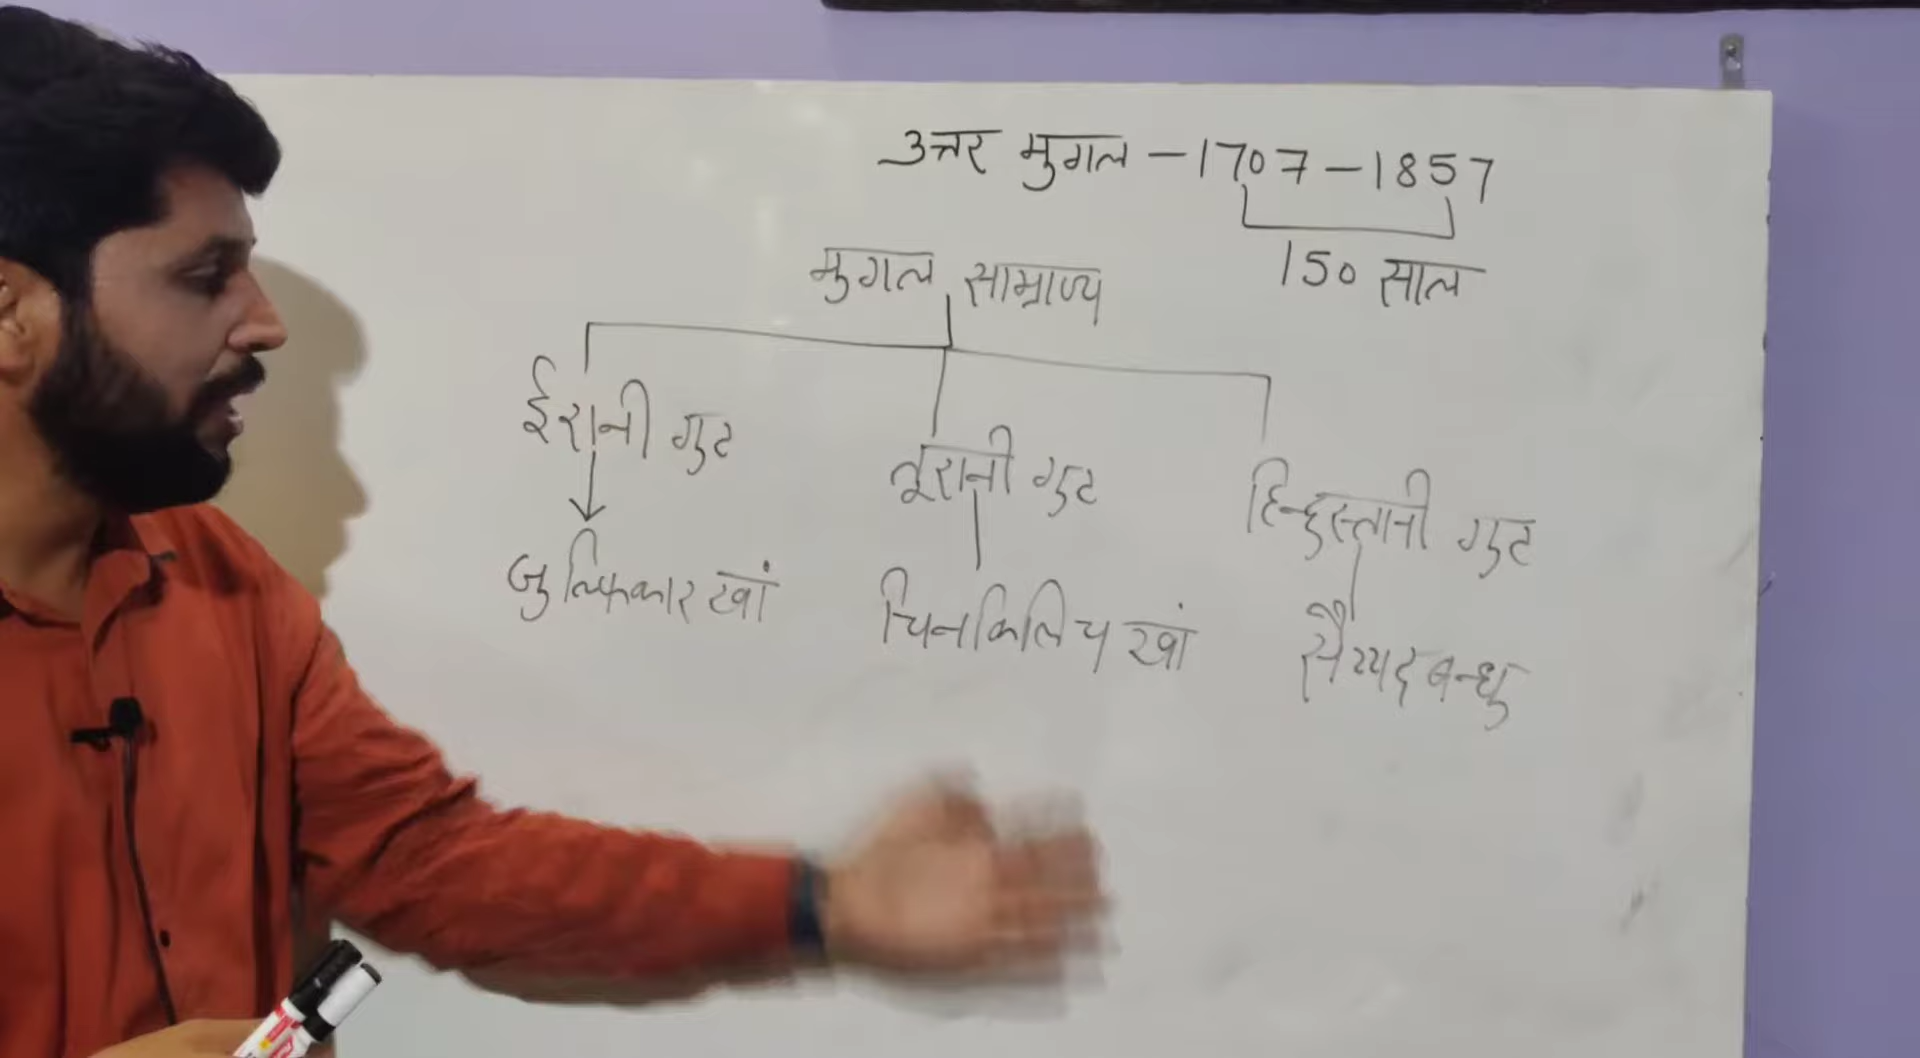 उत्तर मुगल - 1707 - 1857
150 साल
मुगल साम्राज्य
ईरानी गुट
तूरानी गुट
हिन्दुस्तानी गुट
जुल्फिकार खां
चिनकिलिच खां
सैय्यद बन्धु